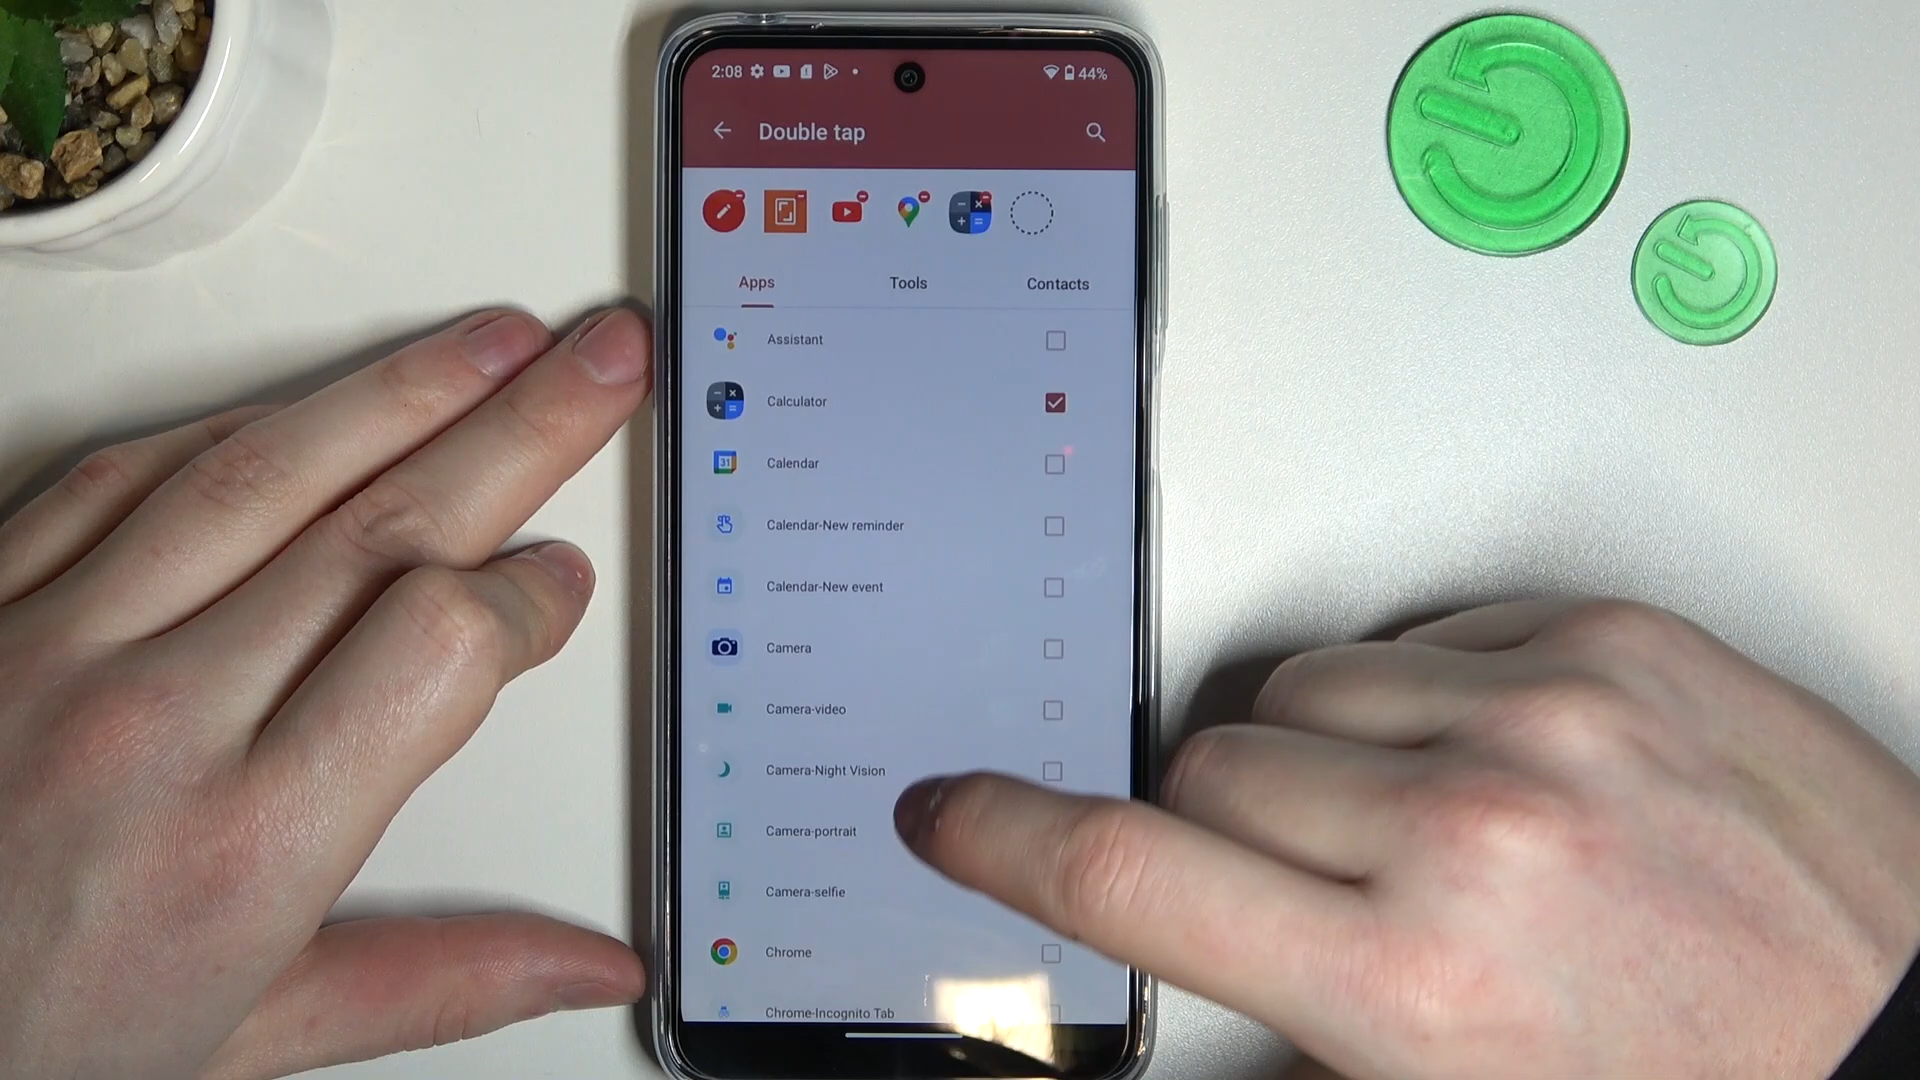 2:08 44%
Double tap
Apps Tools Contacts
Assistant
Calculator
31 Calendar
Calendar-New reminder
Calendar-New event
Camera
Camera-video
Camera-Night Vision
Camera-portrait
Camera-selfie
Chrome
Chrome-Incognito Tab